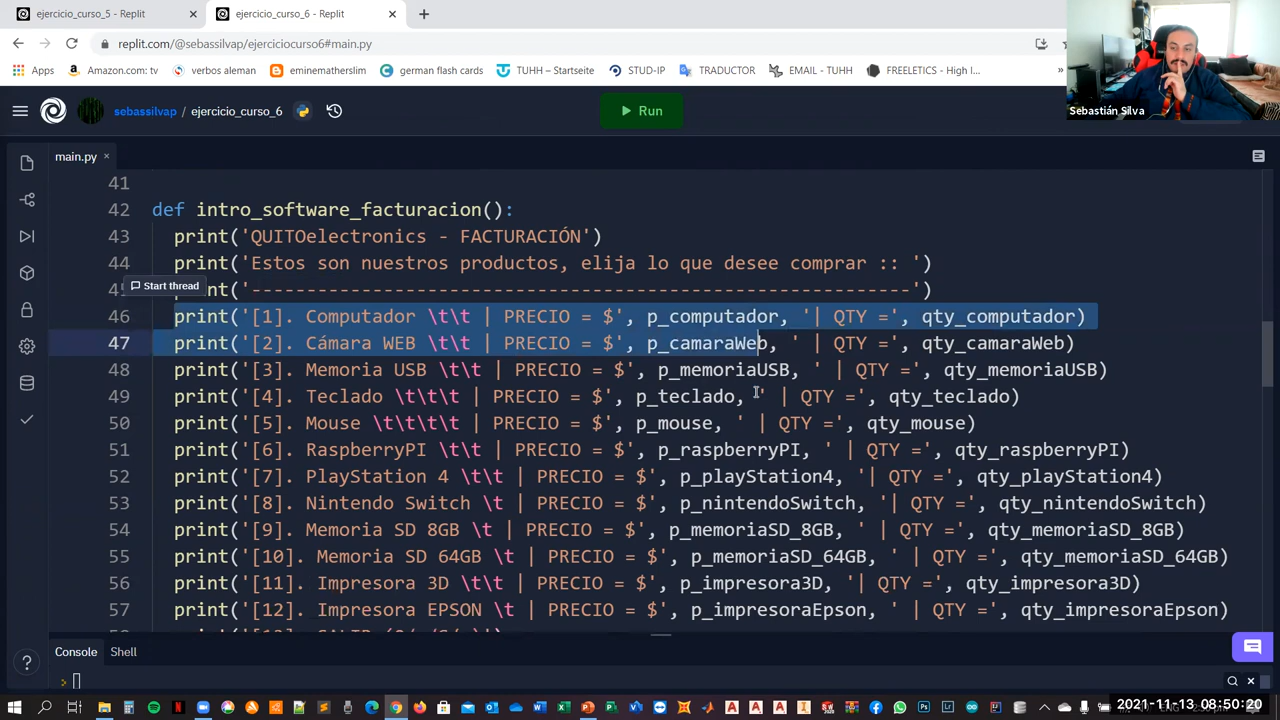 ejercicio_curso_5 - Replit
ejercicio_curso_6 - Replit
replit.com/@sebassilvap/ejerciciocurso6#main.py
Apps
Amazon.com: tv
verbos aleman
eminematherslim
german flash card
TUHH – Startseite
STUD-IP
TRADUCTOR
EMAIL - TUHH
FREELETICS - High I...
»
Sebastián Silva
sebassilvap / ejercicio_curso_6
Run
main.py
41
42 def intro_software_facturacion():
43 print('QUITOelectronics - FACTURACIÓN')
44 print('Estos son nuestros productos, elija lo que desee comprar :: ')
Start thread
print('------------------------------------------------------------')
46 print('[1]. Computador \t\t | PRECIO = $', p_computador, '| QTY =', qty_computador)
47 print('[2]. Cámara WEB \t\t | PRECIO = $', p_camaraWeb, ' | QTY =', qty_camaraWeb)
48 print('[3]. Memoria USB \t\t | PRECIO = $', p_memoriaUSB, ' | QTY =', qty_memoriaUSB)
49 print('[4]. Teclado \t\t\t | PRECIO = $', p_teclado, ' | QTY =', qty_teclado)
50 print('[5]. Mouse \t\t\t\t | PRECIO = $', p_mouse, ' | QTY =', qty_mouse)
51 print('[6]. RaspberryPI \t\t | PRECIO = $', p_raspberryPI, ' | QTY =', qty_raspberryPI)
52 print('[7]. PlayStation 4 \t\t | PRECIO = $', p_playStation4, '| QTY =', qty_playStation4)
53 print('[8]. Nintendo Switch \t | PRECIO = $', p_nintendoSwitch, '| QTY =', qty_nintendoSwitch)
54 print('[9]. Memoria SD 8GB \t | PRECIO = $', p_memoriaSD_8GB, ' | QTY =', qty_memoriaSD_8GB)
55 print('[10]. Memoria SD 64GB \t | PRECIO = $', p_memoriaSD_64GB, ' | QTY =', qty_memoriaSD_64GB)
56 print('[11]. Impresora 3D \t\t | PRECIO = $', p_impresora3D, '| QTY =', qty_impresora3D)
57 print('[12]. Impresora EPSON \t | PRECIO = $', p_impresoraEpson, ' | QTY =', qty_impresoraEpson)
Console
Shell
>
2021-11-13 08:50:20